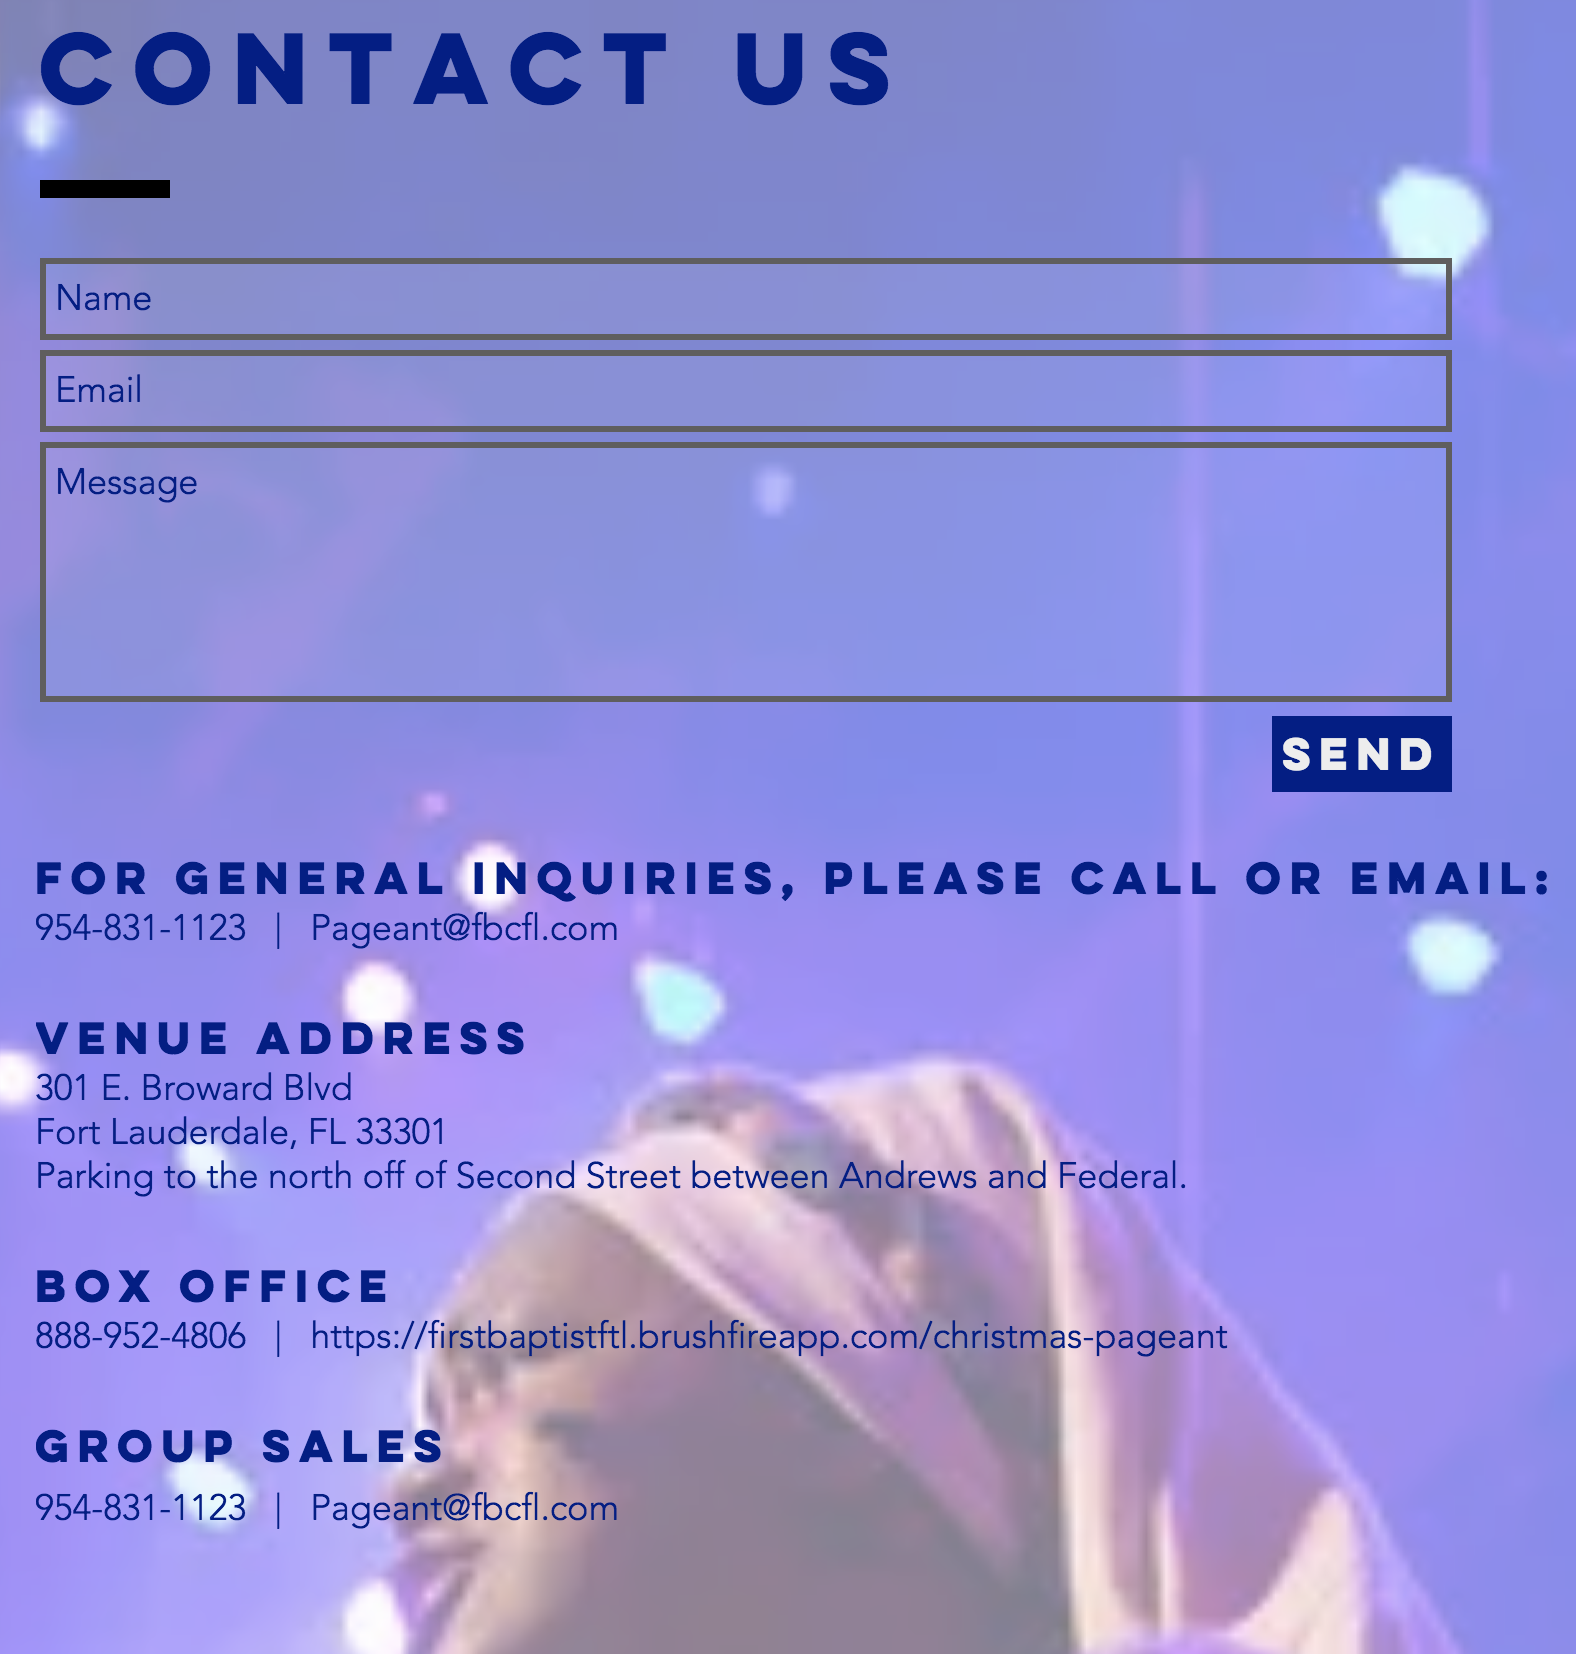 CONTACT US
Name
Email
Message
SEND
FOR GENERAL INQUIRIES, PLEASE CALL OR EMAIL:
954-831-1123 | Pageant@fbcfl.com
VENUE ADDRESS
301 E. Broward Blvd
Fort Lauderdale, FL 33301
Parking to the north off of Second Street between Andrews and Federal.
BOX OFFICE
888-952-4806 | https://firstbaptistftl.brushfireapp.com/christmas-pageant
GROUP SALES
954-831-1123 | Pageant@fbcfl.com